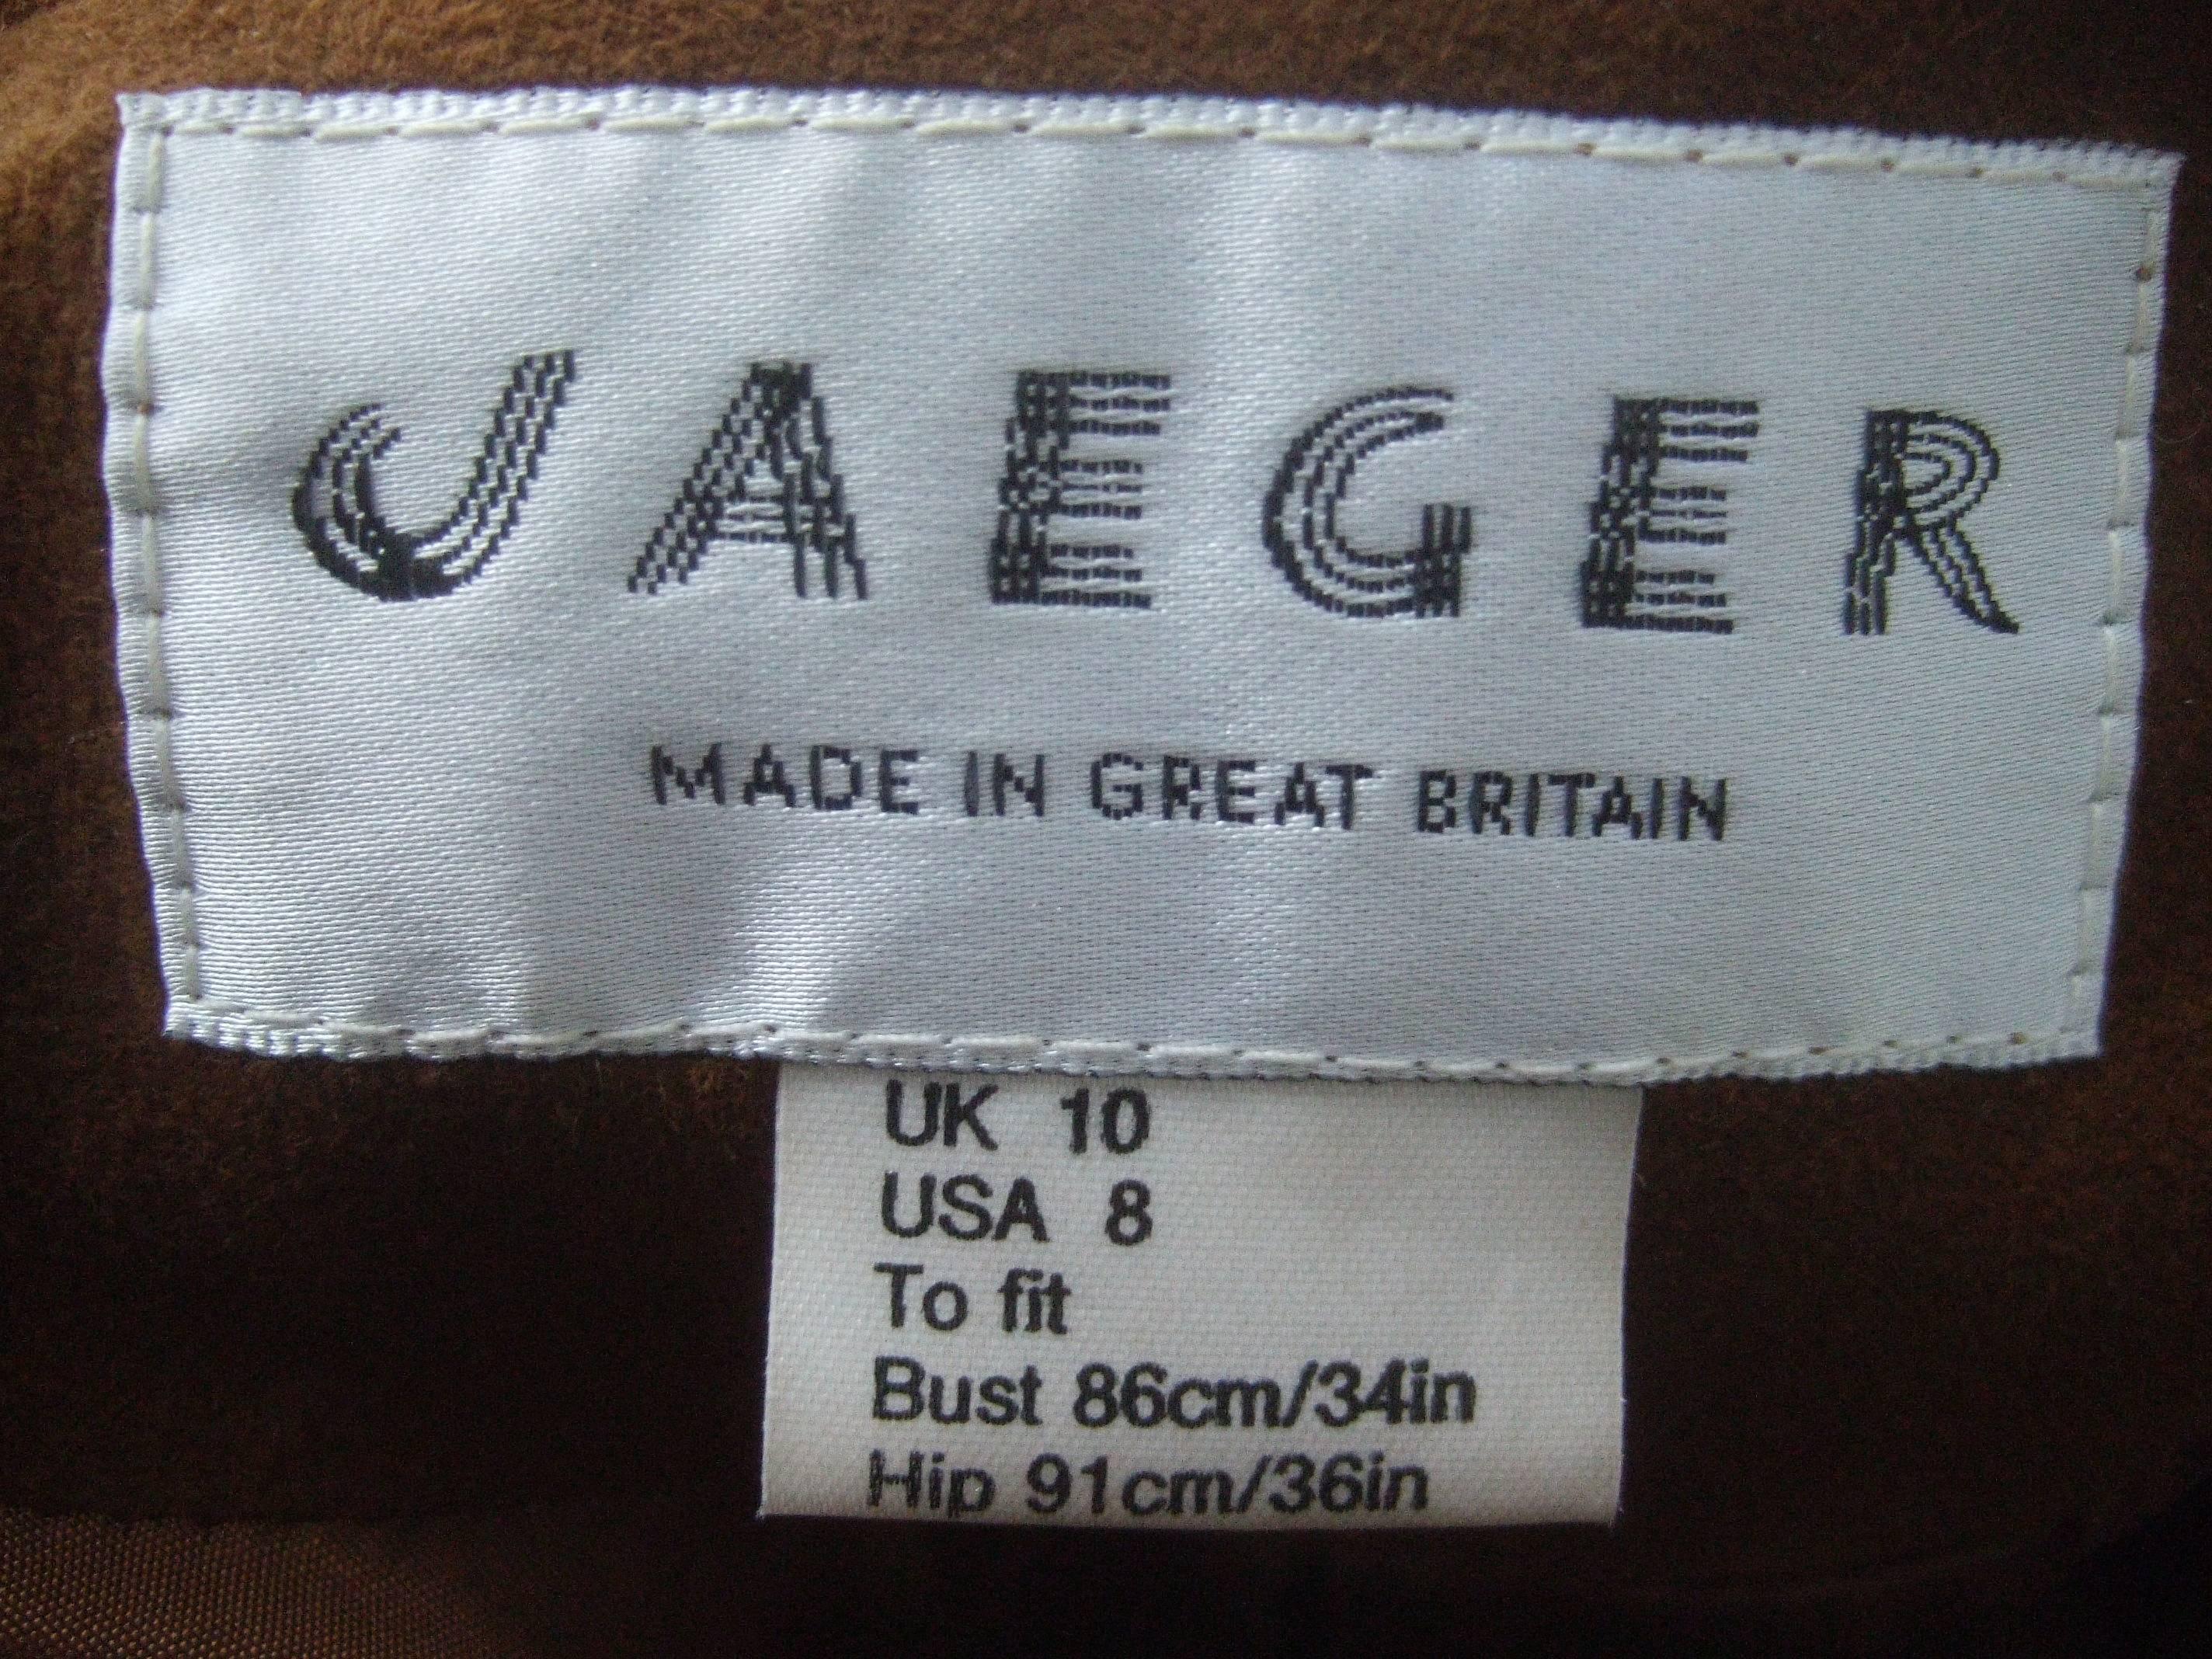 JAEGER
MADE IN GREAT BRITAIN
UK 10
USA 8
To fit
Bust 86cm/34in
Hip 91cm/36in